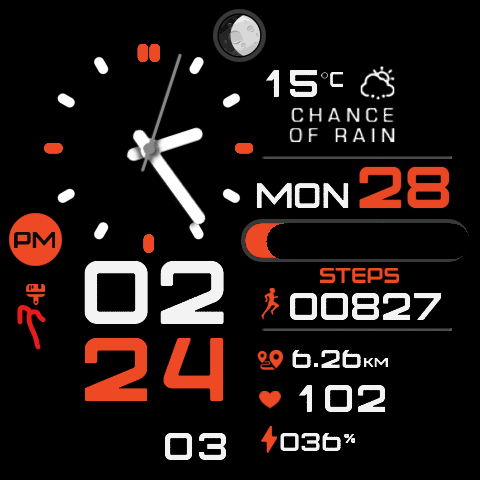 15°C
CHANCE
OF RAIN
MON 28
PM
STEPS
00827
02
24
6.26KM
102
036%
03